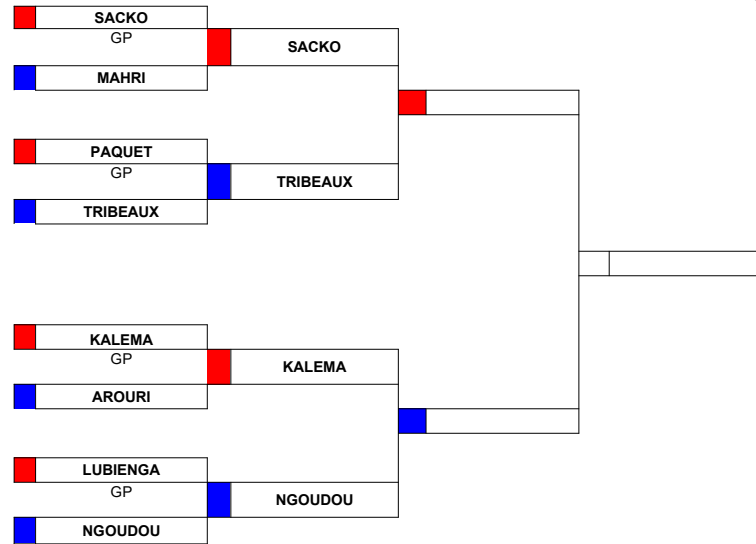 SACKO
GP
SACKO
MAHRI
PAQUET
GP
TRIBEAUX
TRIBEAUX
KALEMA
GP
KALEMA
AROURI
LUBIENGA
GP
NGOUDOU
NGOUDOU